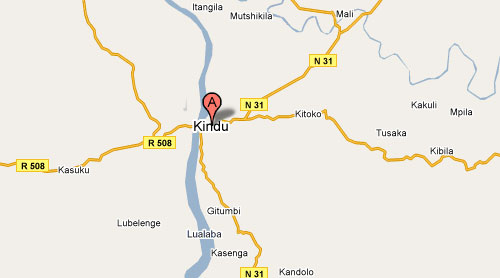 Itangila
Mutshikila
Mali
N 31
A
N 31
Kitoko
Kakuli
Mpila
Kindu
Tusaka
R 508
Kibila
R 508
Kasuku
Gitumbi
Lubelenge
Lualaba
Kasenga
N 31
Kandolo